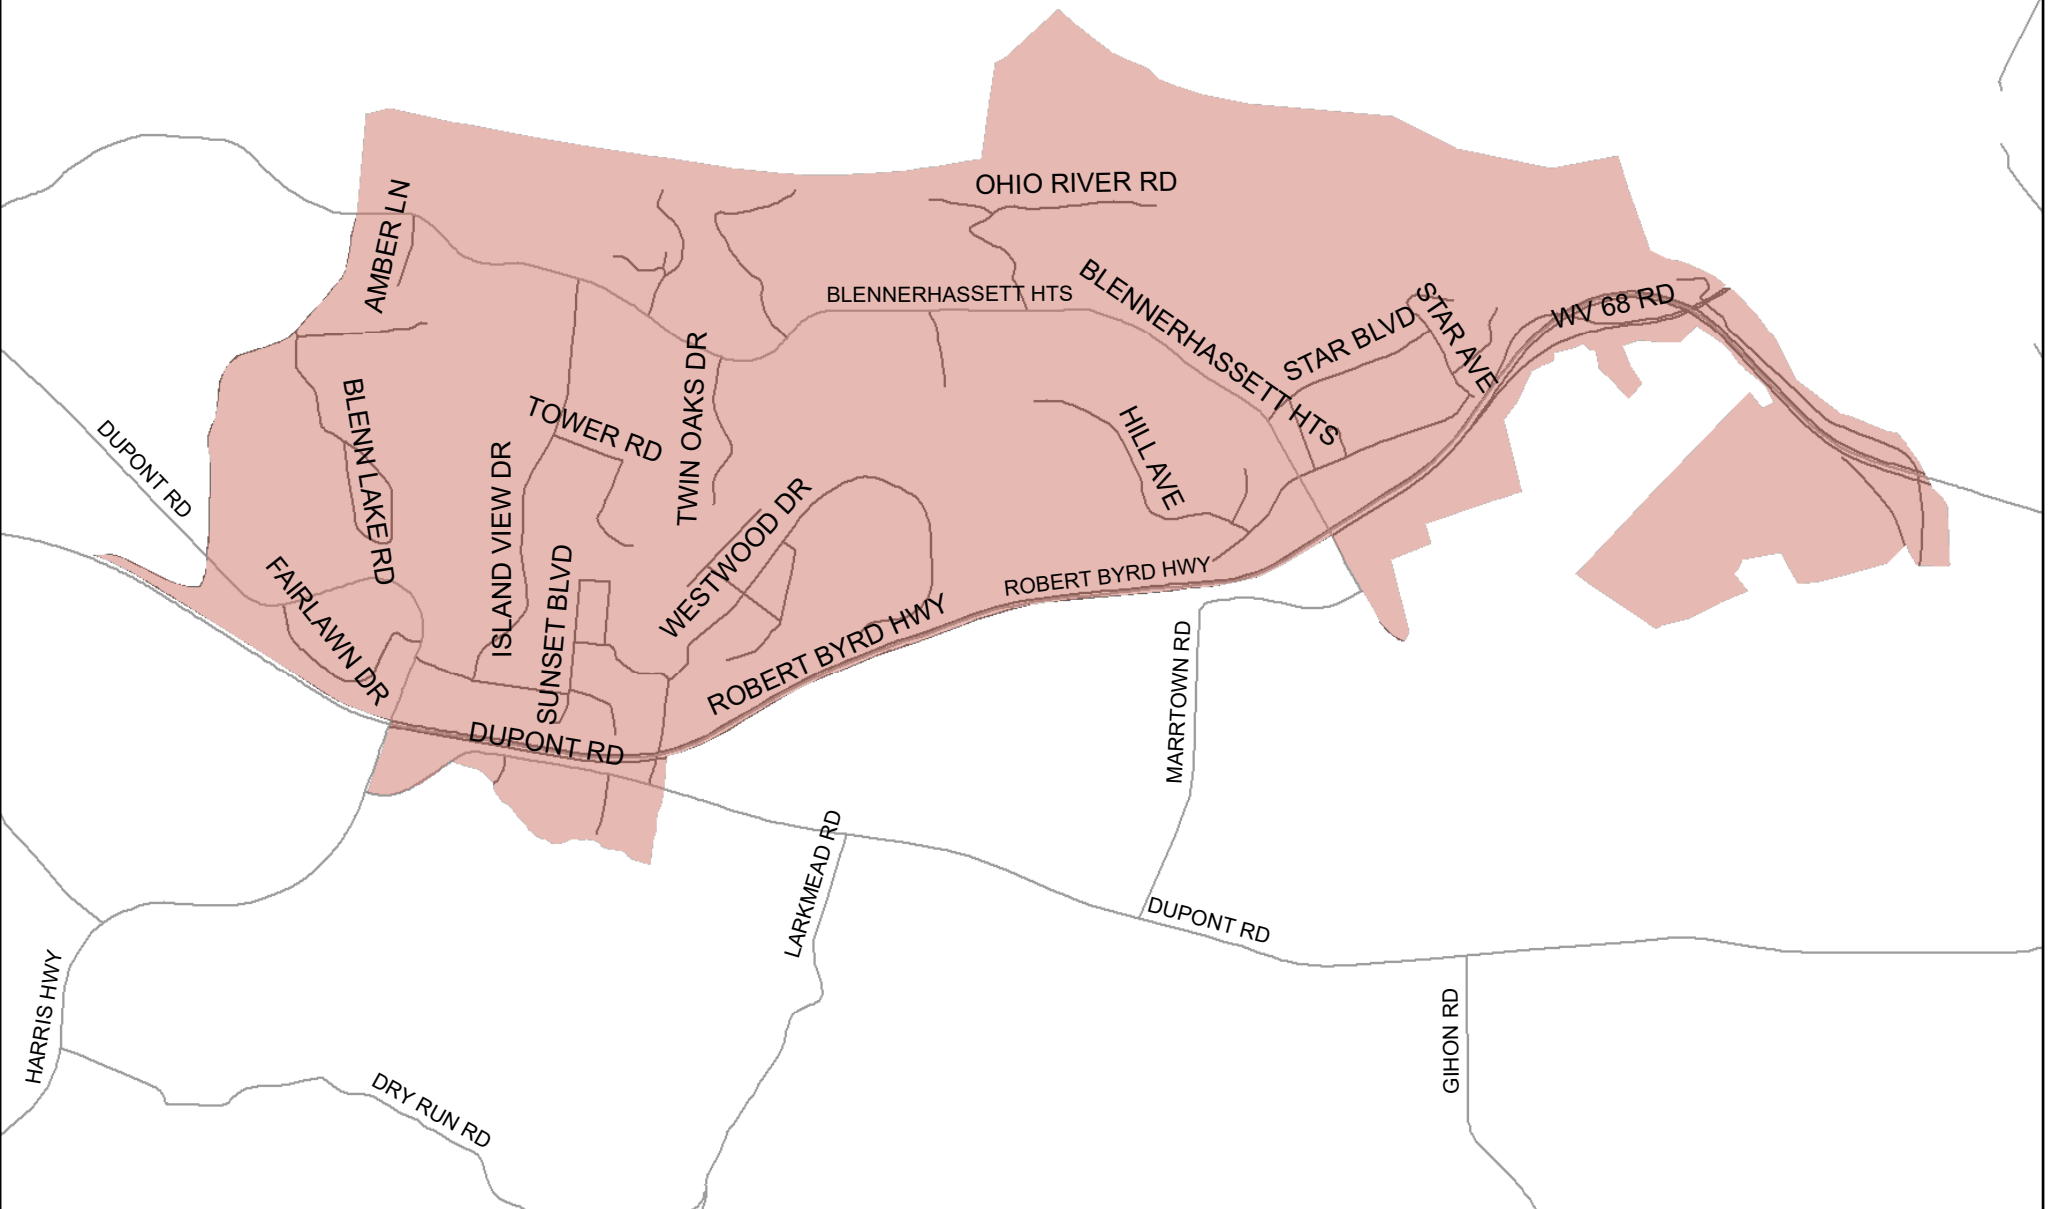 OHIO RIVER RD
AMBER LN
BLENNERHASSETT HTS
BLENNERHASSETT HTS
STAR BLVD
STAR AVE
WV 68 RD
BLENN LAKE RD
TOWER RD
TWIN OAKS DR
HILL AVE
DUPONT RD
ISLAND VIEW DR
WESTWOOD DR
FAIRLAWN DR
SUNSET BLVD
ROBERT BYRD HWY
ROBERT BYRD HWY
MARRTOWN RD
DUPONT RD
LARKMEAD RD
DUPONT RD
HARRIS HWY
GIHON RD
DRY RUN RD